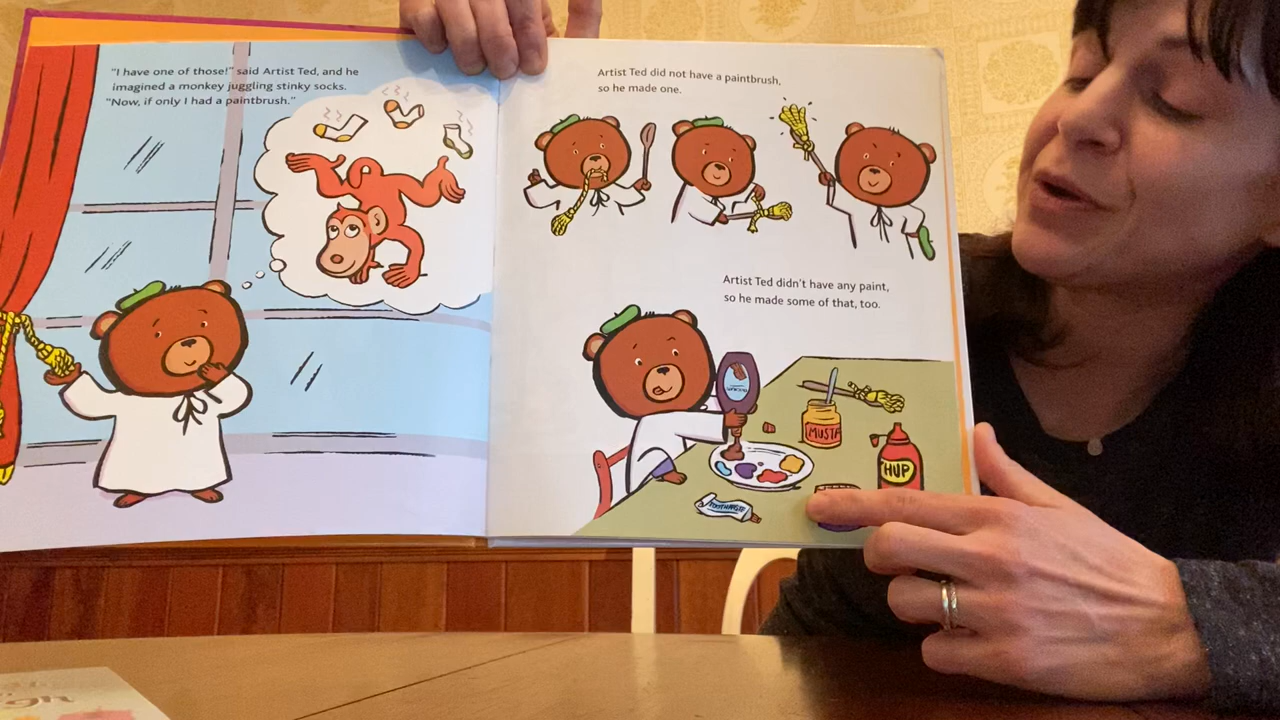 "I have one of those!" said Artist Ted, and he
imagined a monkey juggling stinky socks.
"Now, if only I had a paintbrush."
Artist Ted did not have a paintbrush,
so he made one.
Artist Ted didn't have any paint,
so he made some of that, too.
MUSTA
'HUP
TOOTHPASTE